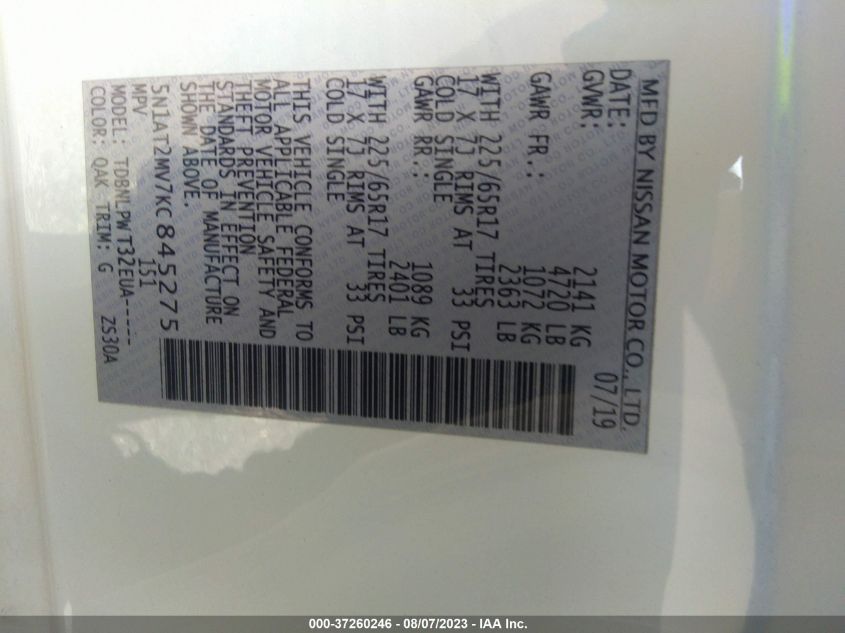 MFD BY NISSAN MOTOR CO., LTD.
DATE: 07/19
GVWR: 2141 KG
4720 LB
GAWR FR.: 1072 KG
2363 LB
WITH 225/65R17 TIRES
17 X 7J RIMS AT 33 PSI
COLD SINGLE
GAWR RR.: 1089 KG
2401 LB
WITH 225/65R17 TIRES
17 X 7J RIMS AT 33 PSI
COLD SINGLE
THIS VEHICLE CONFORMS TO
ALL APPLICABLE FEDERAL
MOTOR VEHICLE SAFETY AND
THEFT PREVENTION
STANDARDS IN EFFECT ON
THE DATE OF MANUFACTURE
SHOWN ABOVE.
5N1AT2MV7KC845275
MPV 151
MODEL: TDBNLPWT32EUA-----
COLOR: QAK TRIM: G ZS30A
000-37260246 - 08/07/2023 - IAA Inc.